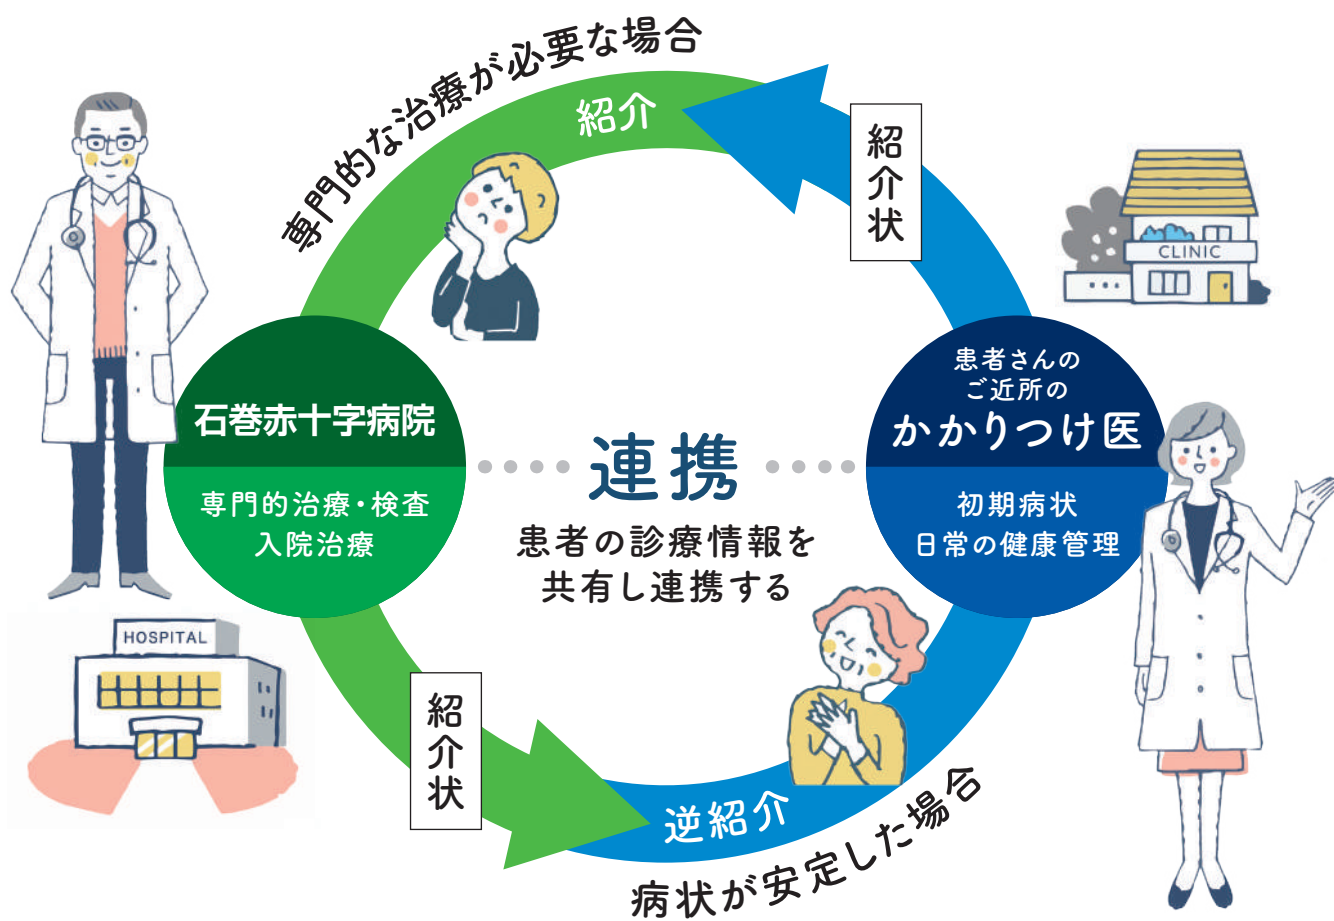 専門的な治療が必要な場合
紹介
紹介状
CLINIC
石巻赤十字病院
専門的治療・検査
入院治療
連携
患者の診療情報を
共有し連携する
患者さんの
ご近所の
かかりつけ医
初期病状
日常の健康管理
HOSPITAL
紹介状
逆紹介
病状が安定した場合